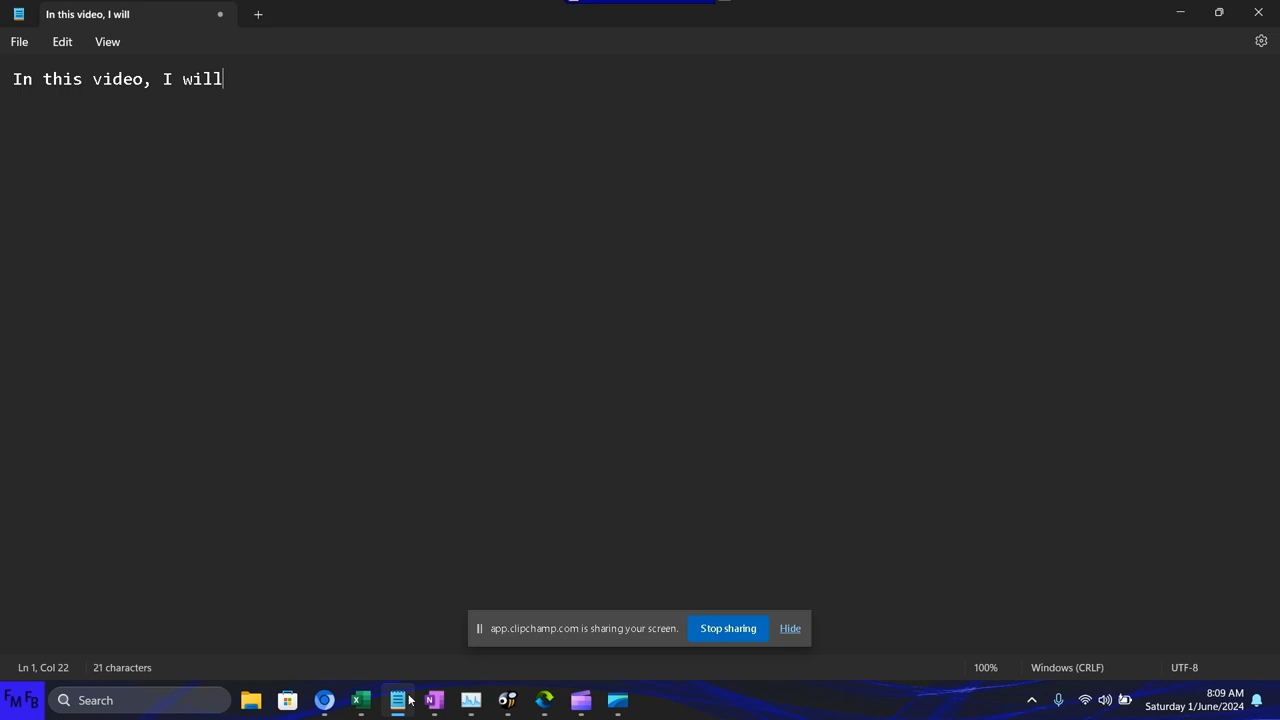 In this video, I will
File Edit View
In this video, I will
app.clipchamp.com is sharing your screen. Stop sharing Hide
Ln 1, Col 22 21 characters 100% Windows (CRLF) UTF-8
FM FB Search 8:09 AM
Saturday 1/June/2024